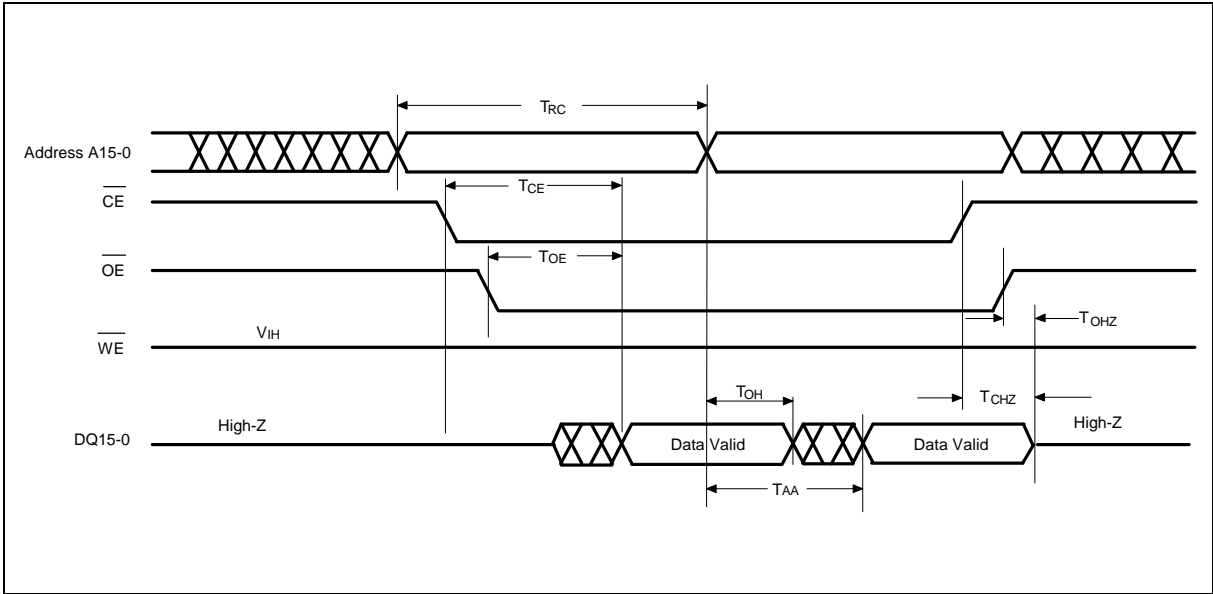 TRC
Address A15-0
TCE
CE
TOE
OE
TOHZ
VIH
WE
TOH
TCHZ
High-Z
High-Z
DQ15-0
Data Valid
Data Valid
TAA